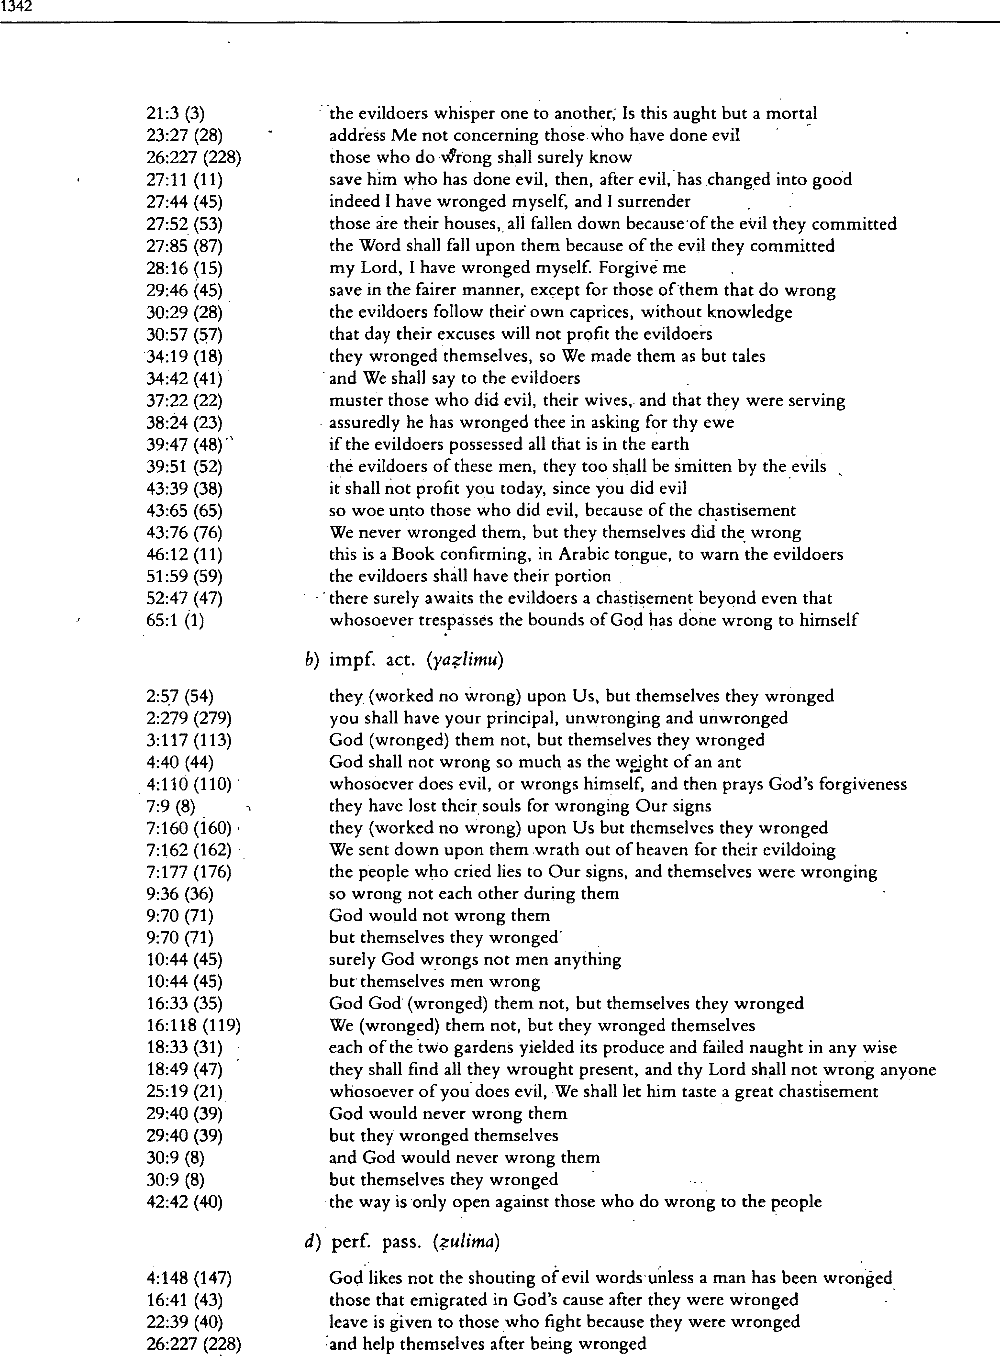 1342
21:3 (3) the evildoers whisper one to another, Is this aught but a mortal
23:27 (28) address Me not concerning those who have done evil
26:227 (228) those who do wrong shall surely know
27:11 (11) save him who has done evil, then, after evil, has changed into good
27:44 (45) indeed I have wronged myself, and I surrender
27:52 (53) those are their houses, all fallen down because of the evil they committed
27:85 (87) the Word shall fall upon them because of the evil they committed
28:16 (15) my Lord, I have wronged myself. Forgive me
29:46 (45) save in the fairer manner, except for those of them that do wrong
30:29 (28) the evildoers follow their own caprices, without knowledge
30:57 (57) that day their excuses will not profit the evildoers
34:19 (18) they wronged themselves, so We made them as but tales
34:42 (41) and We shall say to the evildoers
37:22 (22) muster those who did evil, their wives, and that they were serving
38:24 (23) assuredly he has wronged thee in asking for thy ewe
39:47 (48) if the evildoers possessed all that is in the earth
39:51 (52) the evildoers of these men, they too shall be smitten by the evils
43:39 (38) it shall not profit you today, since you did evil
43:65 (65) so woe unto those who did evil, because of the chastisement
43:76 (76) We never wronged them, but they themselves did the wrong
46:12 (11) this is a Book confirming, in Arabic tongue, to warn the evildoers
51:59 (59) the evildoers shall have their portion
52:47 (47) there surely awaits the evildoers a chastisement beyond even that
65:1 (1) whosoever trespasses the bounds of God has done wrong to himself
b) impf. act. (yaẓlimu)
2:57 (54) they (worked no wrong) upon Us, but themselves they wronged
2:279 (279) you shall have your principal, unwronging and unwronged
3:117 (113) God (wronged) them not, but themselves they wronged
4:40 (44) God shall not wrong so much as the weight of an ant
4:110 (110) whosoever does evil, or wrongs himself, and then prays God's forgiveness
7:9 (8) they have lost their souls for wronging Our signs
7:160 (160) they (worked no wrong) upon Us but themselves they wronged
7:162 (162) We sent down upon them wrath out of heaven for their evildoing
7:177 (176) the people who cried lies to Our signs, and themselves were wronging
9:36 (36) so wrong not each other during them
9:70 (71) God would not wrong them
9:70 (71) but themselves they wronged
10:44 (45) surely God wrongs not men anything
10:44 (45) but themselves men wrong
16:33 (35) God God (wronged) them not, but themselves they wronged
16:118 (119) We (wronged) them not, but they wronged themselves
18:33 (31) each of the two gardens yielded its produce and failed naught in any wise
18:49 (47) they shall find all they wrought present, and thy Lord shall not wrong anyone
25:19 (21) whosoever of you does evil, We shall let him taste a great chastisement
29:40 (39) God would never wrong them
29:40 (39) but they wronged themselves
30:9 (8) and God would never wrong them
30:9 (8) but themselves they wronged
42:42 (40) the way is only open against those who do wrong to the people
d) perf. pass. (ẓulima)
4:148 (147) God likes not the shouting of evil words unless a man has been wronged
16:41 (43) those that emigrated in God's cause after they were wronged
22:39 (40) leave is given to those who fight because they were wronged
26:227 (228) and help themselves after being wronged